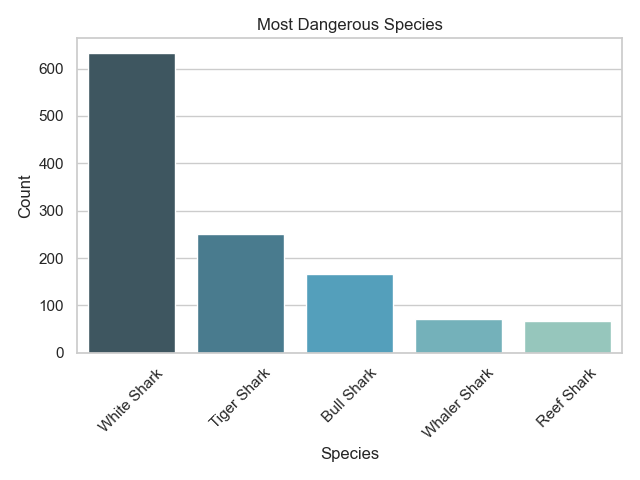 Most Dangerous Species
Count
600
500
400
300
200
100
0
White Shark
Tiger Shark
Bull Shark
Whaler Shark
Reef Shark
Species